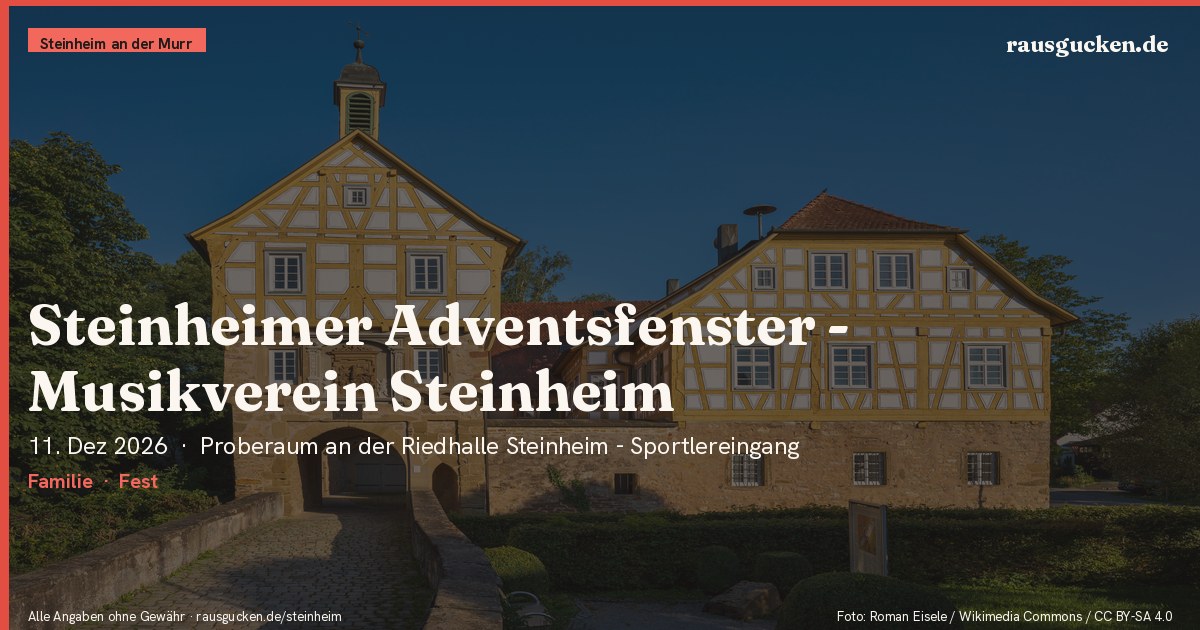 Steinheim an der Murr
rausgucken.de
Steinheimer Adventsfenster -
Musikverein Steinheim
11. Dez 2026 · Proberaum an der Riedhalle Steinheim - Sportlereingang
Familie · Fest
Alle Angaben ohne Gewähr · rausgucken.de/steinheim
Foto: Roman Eisele / Wikimedia Commons / CC BY-SA 4.0